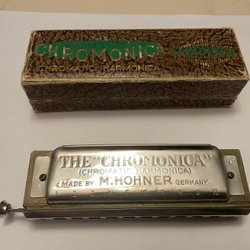 CHROMONICA
CHROMATIC HARMONICA
THE "CHROMONICA"
(CHROMATIC HARMONICA)
MADE BY M. HOHNER GERMANY